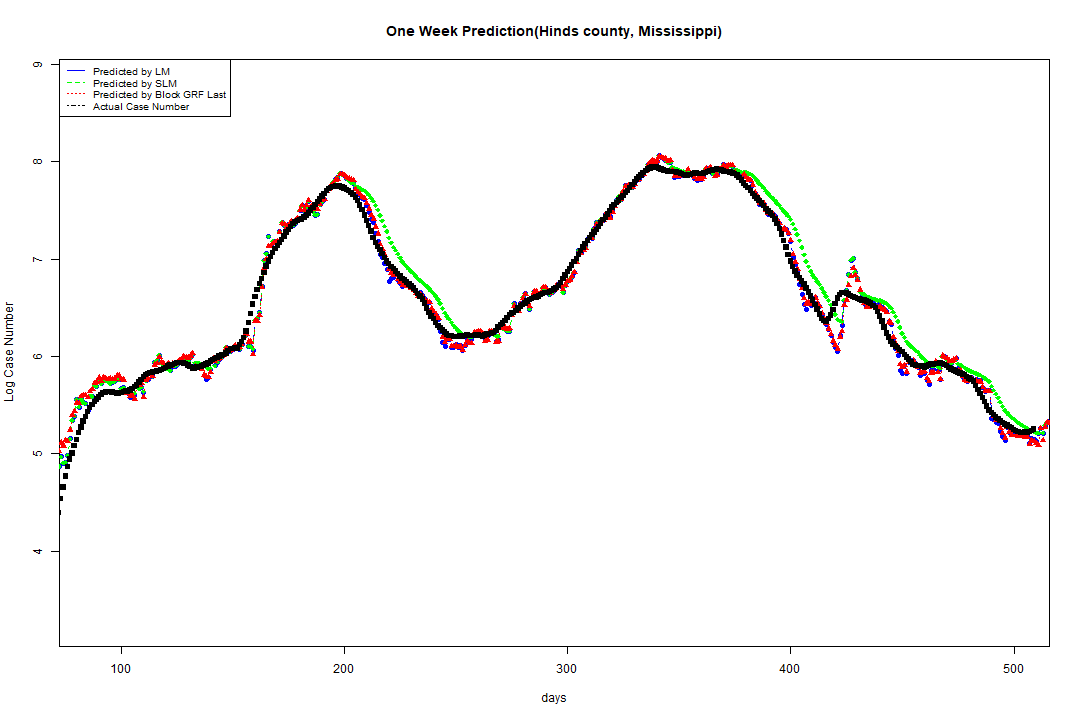 One Week Prediction(Hinds county, Mississippi)
Predicted by LM
Predicted by SLM
Predicted by Block GRF Last
Actual Case Number
9
8
7
6
5
4
Log Case Number
100 200 300 400 500
days